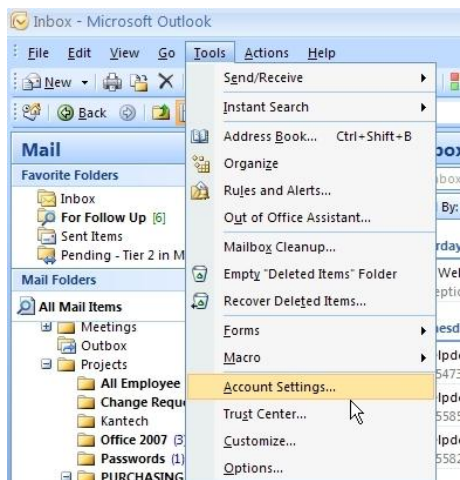 Inbox - Microsoft Outlook
File Edit View Go Tools Actions Help
New
Back
Send/Receive
Instant Search
Address Book... Ctrl+Shift+B
Organize
Rules and Alerts...
Out of Office Assistant...
Mailbox Cleanup...
Empty "Deleted Items" Folder
Recover Deleted Items...
Forms
Macro
Account Settings...
Trust Center...
Customize...
Options...
Mail
Favorite Folders
Inbox
For Follow Up [6]
Sent Items
Pending - Tier 2 in M
Mail Folders
All Mail Items
Meetings
Outbox
Projects
All Employee
Change Requ
Kantech
Office 2007 (3
Passwords (1)
PURCHASING
By: